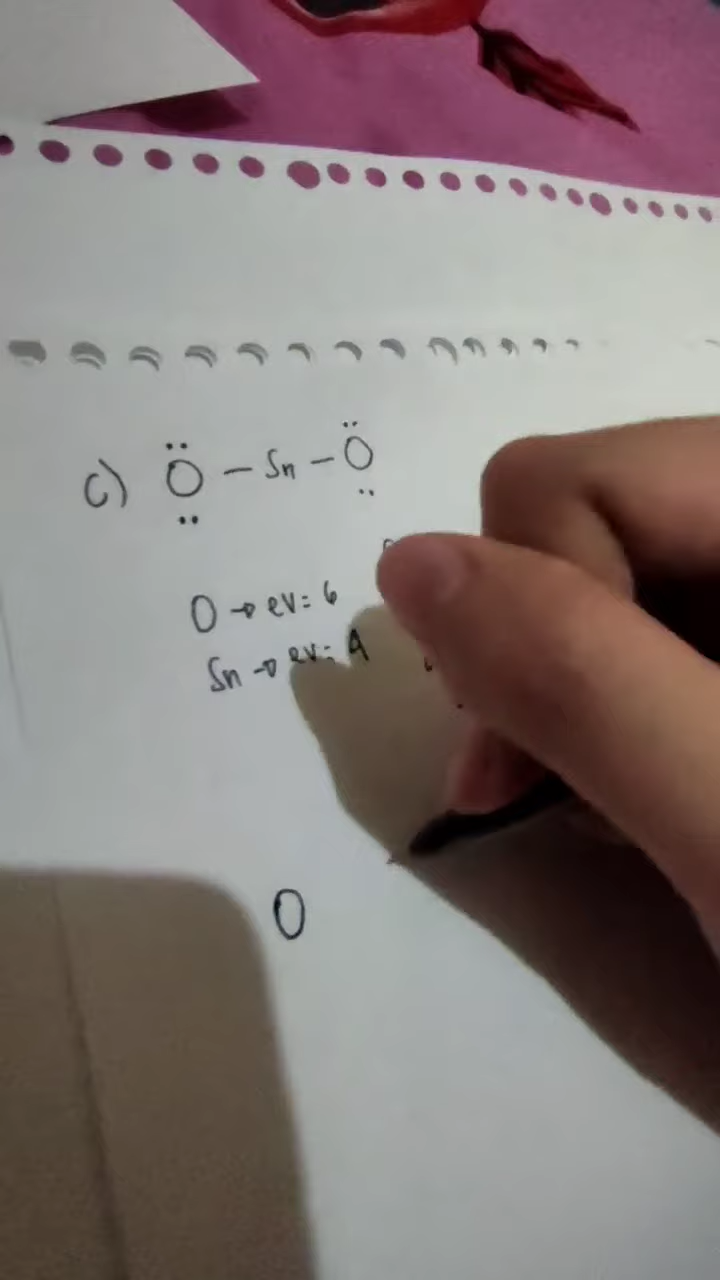 c) Ö – Sn – Ö
O → ev = 6
Sn → ev = 4
O